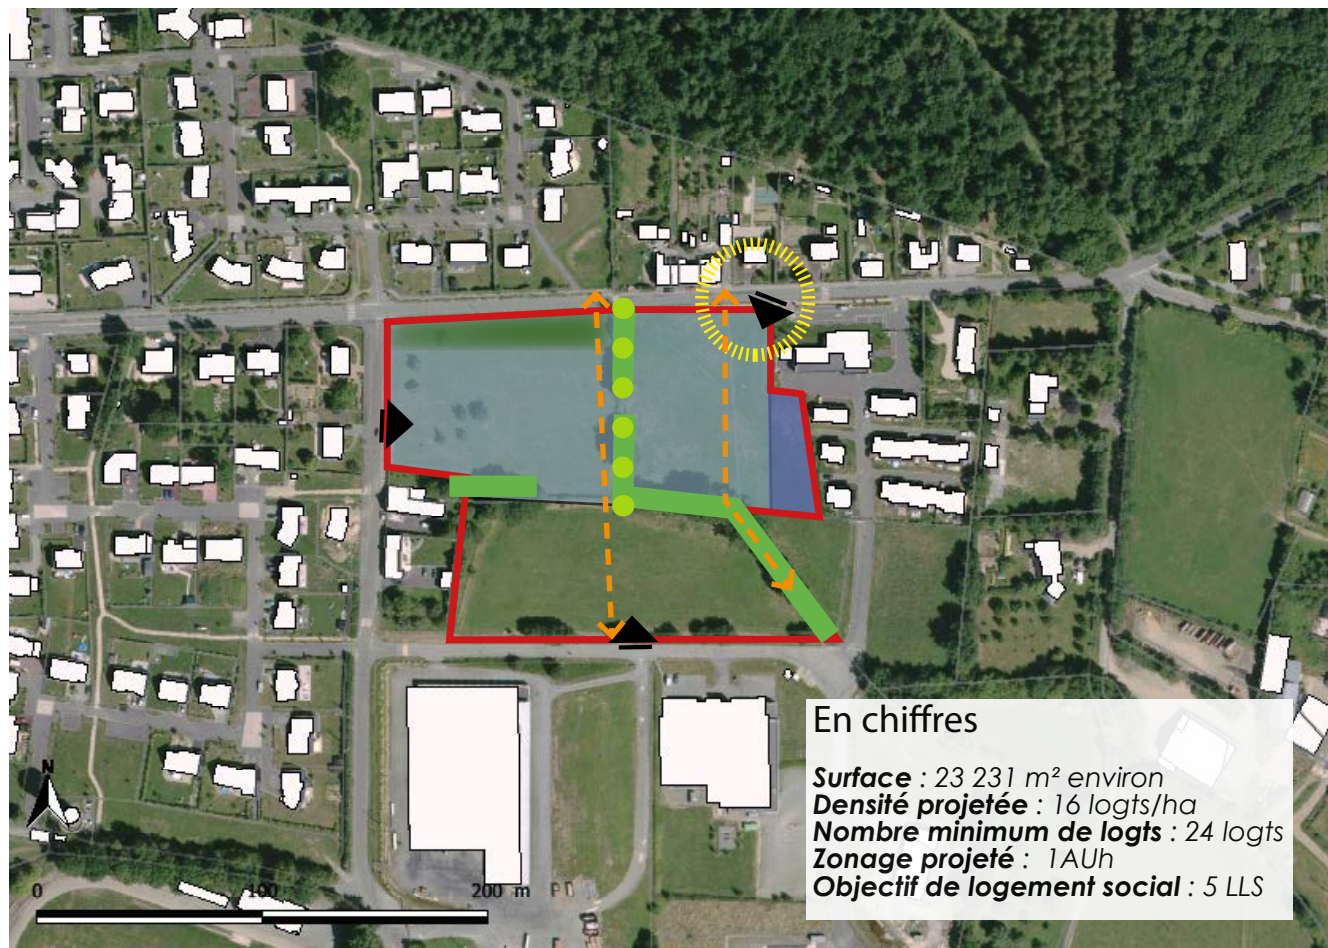 En chiffres
Surface : 23 231 m² environ
Densité projetée : 16 logts/ha
Nombre minimum de logts : 24 logts
Zonage projeté : 1AUh
Objectif de logement social : 5 LLS
N
0 100 200 m